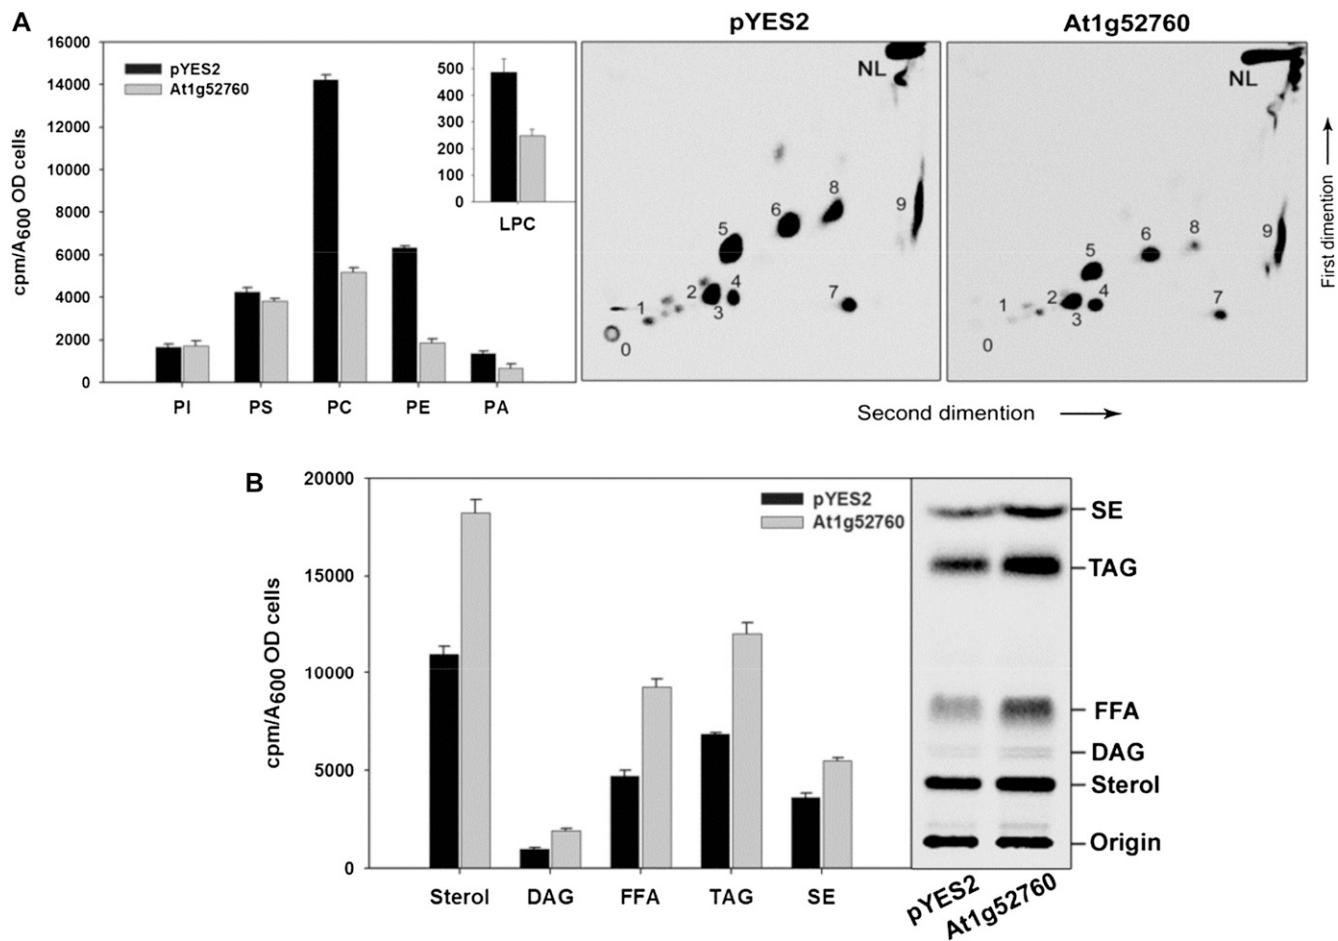 A
pYES2
At1g52760
16000
14000
12000
10000
8000
6000
4000
2000
0
cpm/A600 OD cells
pYES2
At1g52760
500
400
300
200
100
0
LPC
PI PS PC PE PA
NL
8
6
9
5
2
4
7
1
3
0
NL
8
6
9
5
2
4
7
1
3
0
First dimention
Second dimention
B
20000
15000
10000
5000
0
cpm/A600 OD cells
pYES2
At1g52760
Sterol DAG FFA TAG SE
SE
TAG
FFA
DAG
Sterol
Origin
pYES2
At1g52760